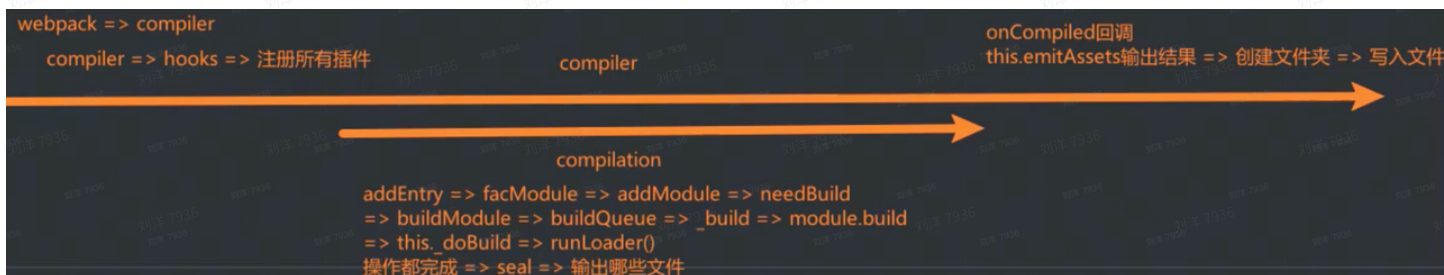 webpack => compiler
compiler => hooks => 注册所有插件
compiler
onCompiled回调
this.emitAssets输出结果 => 创建文件夹 => 写入文件
compilation
addEntry => facModule => addModule => needBuild
=> buildModule => buildQueue => _build => module.build
=> this._doBuild => runLoader()
操作都完成 => seal => 输出哪些文件